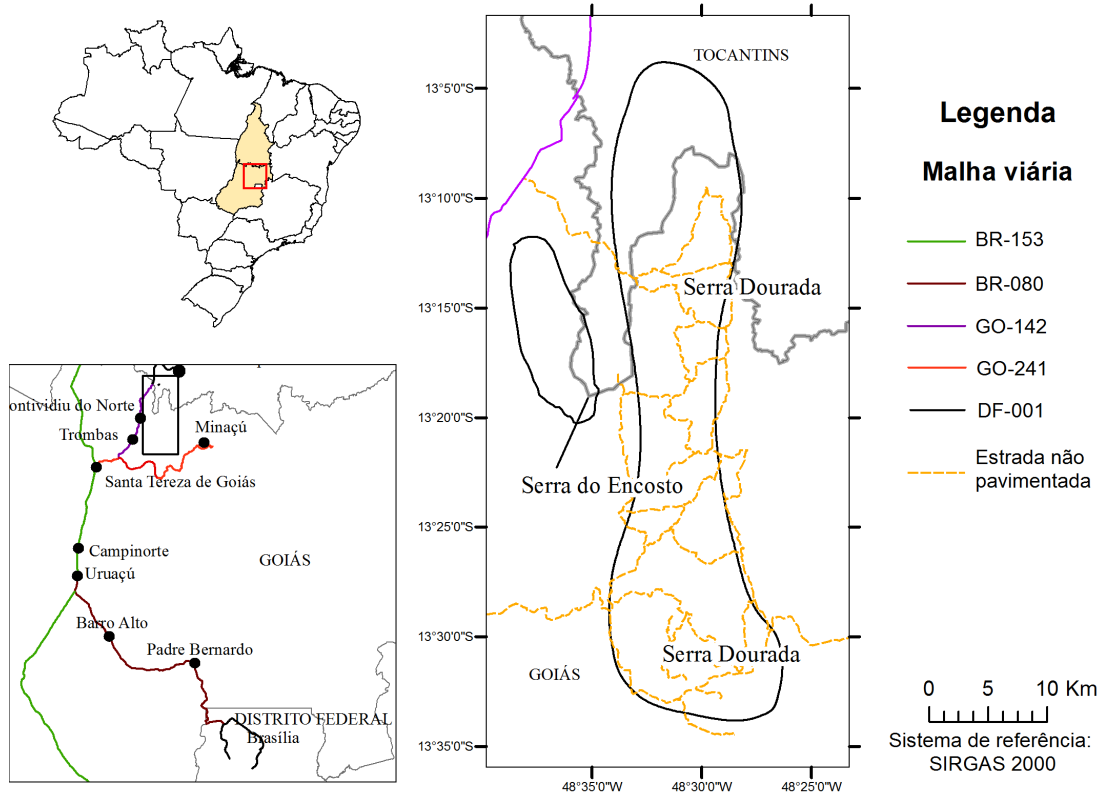 TOCANTINS
13°5'0"S
13°10'0"S
13°15'0"S
13°20'0"S
13°25'0"S
13°30'0"S
13°35'0"S
Serra Dourada
Serra do Encosto
Serra Dourada
GOIÁS
48°35'0"W
48°30'0"W
48°25'0"W
ontividiu do Norte
Trombas
Minaçú
Santa Tereza de Goiás
Campinorte
Uruaçú
GOIÁS
Barro Alto
Padre Bernardo
DISTRITO FEDERAL
Brasília
Legenda
Malha viária
BR-153
BR-080
GO-142
GO-241
DF-001
Estrada não
pavimentada
0 5 10 Km
Sistema de referência:
SIRGAS 2000